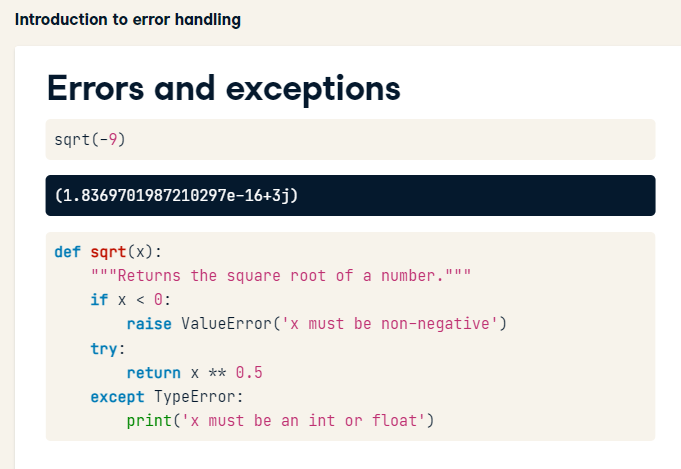 Introduction to error handling
Errors and exceptions
sqrt(-9)
(1.8369701987210297e-16+3j)
def sqrt(x):
    """Returns the square root of a number."""
    if x < 0:
        raise ValueError('x must be non-negative')
    try:
        return x ** 0.5
    except TypeError:
        print('x must be an int or float')